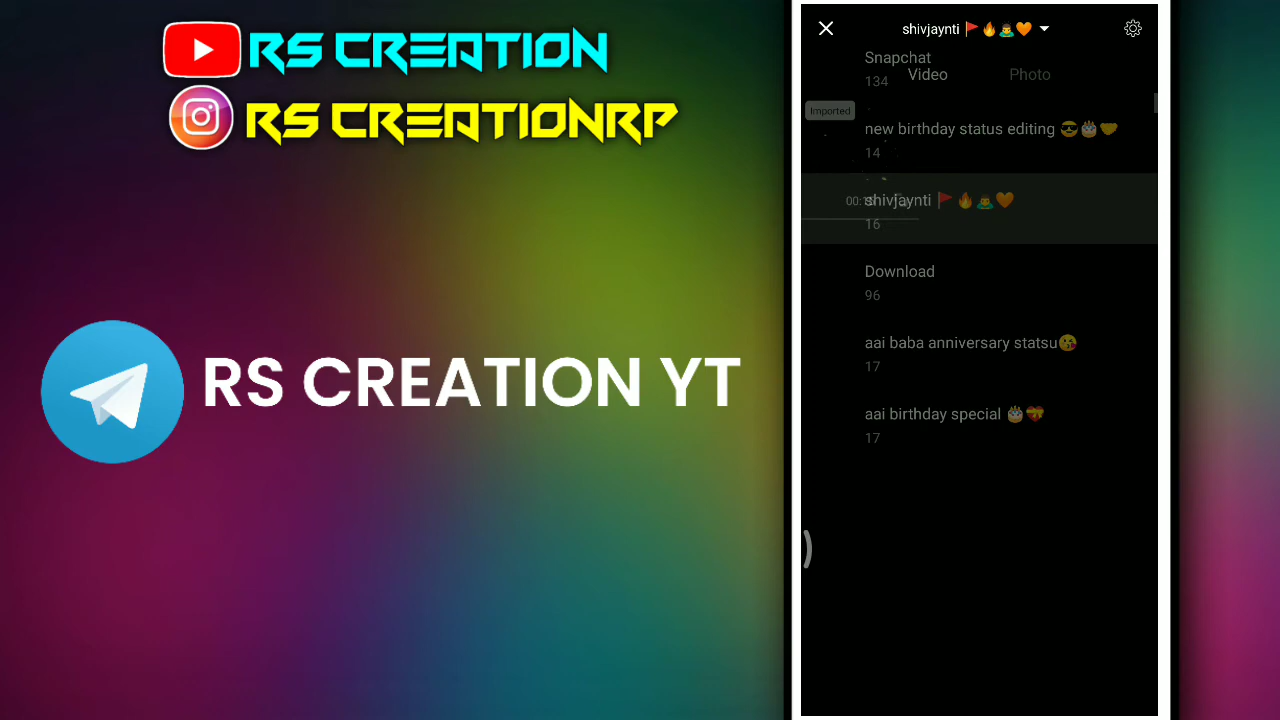 RS CREATION
RS CREATIONRP
RS CREATION YT
shivjaynti 🚩🔥🙇‍♂️🧡
Snapchat
134
Video
Photo
Imported
new birthday status editing 😎🎂🤝
14
shivjaynti 🚩🔥🙇‍♂️🧡
16
Download
96
aai baba anniversary statsu😘
17
aai birthday special 🎂💝
17